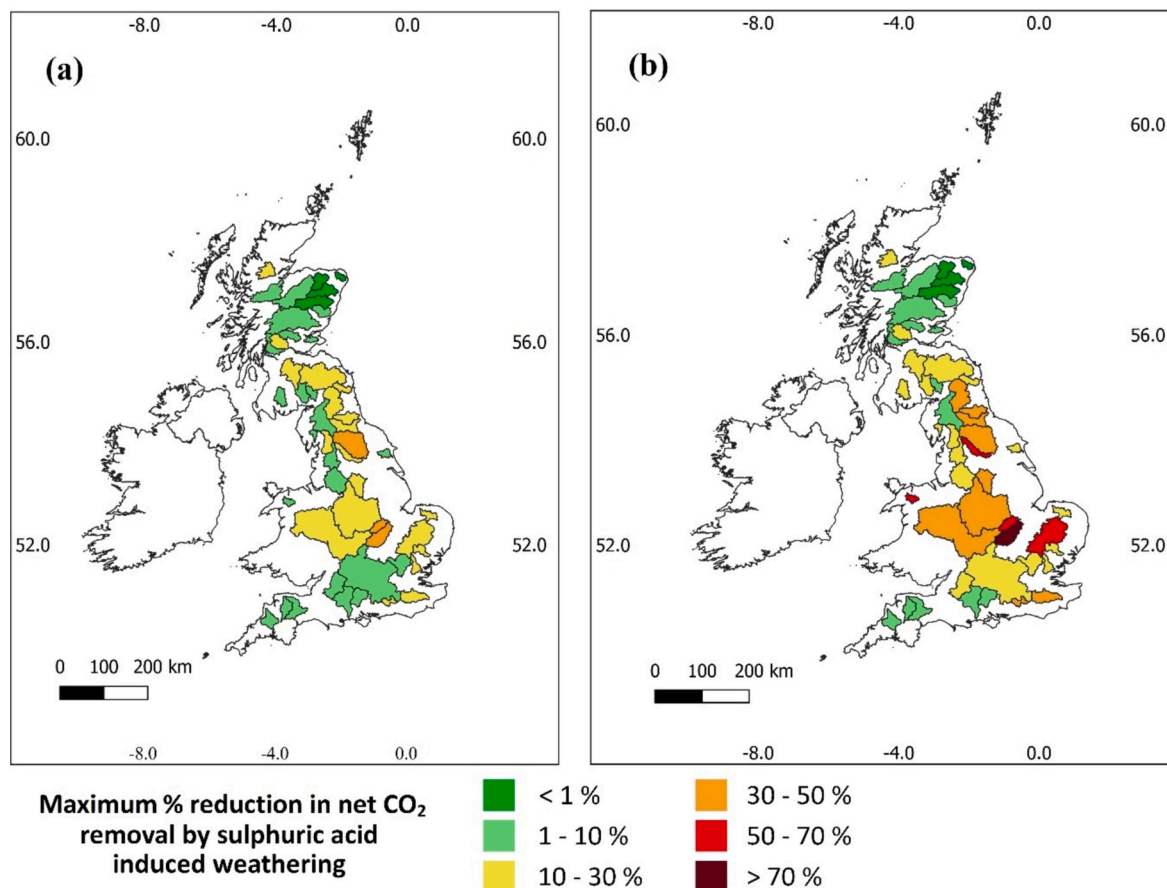 -8.0 -4.0 0.0
(a)
60.0 60.0
56.0 56.0
52.0 52.0
0 100 200 km
-8.0 -4.0 0.0
-8.0 -4.0 0.0
(b)
60.0 60.0
56.0 56.0
52.0 52.0
0 100 200 km
-8.0 -4.0 0.0
Maximum % reduction in net CO₂
removal by sulphuric acid
induced weathering
< 1 %
1 - 10 %
10 - 30 %
30 - 50 %
50 - 70 %
> 70 %